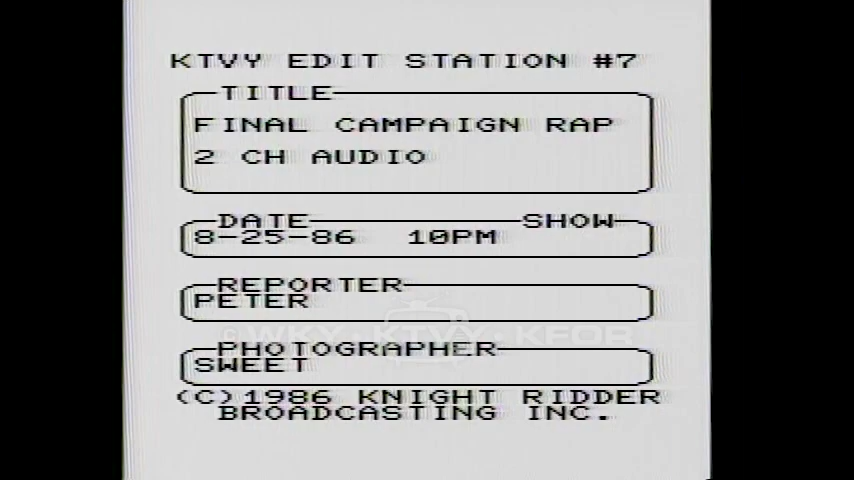 KTVY EDIT STATION #7
TITLE
FINAL CAMPAIGN RAP
2 CH AUDIO
DATE SHOW
8-25-86 10PM
REPORTER
PETER
© WKY · KTVY · KFOR
PHOTOGRAPHER
SWEET
(C)1986 KNIGHT RIDDER
BROADCASTING INC.